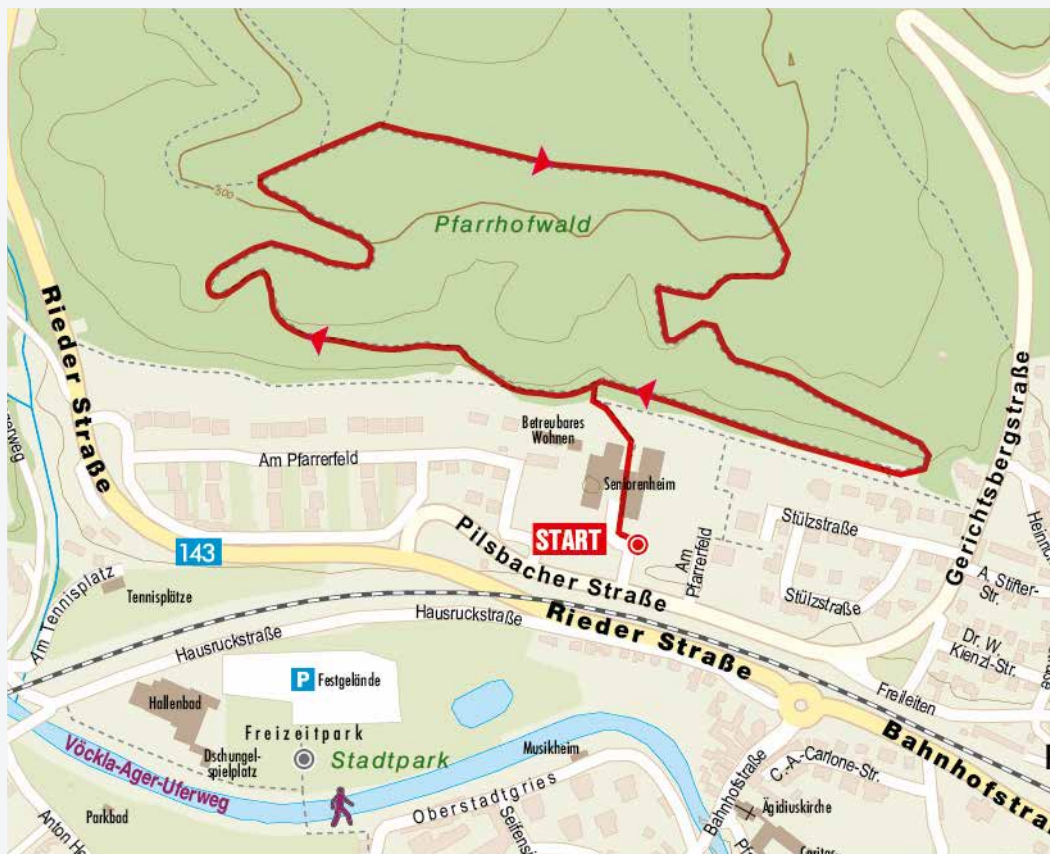 500
Pfarrhofwald
Rieder Straße
Gerichtsbergstraße
Betreubares
Wohnen
Am Pfarrerfeld
Seniorenheim
START
Stülzstraße
143
Pilsbacher Straße
Am
Pfarrerfeld
A. Stifter-
Str.
Am Tennisplatz
Tennisplätze
Stülzstraße
Hausruckstraße
Hausruckstraße
Rieder Straße
Dr. W.
Kienzl-Str.
P Festgelände
Freileiten
Hallenbad
Freizeitpark
Dschungel-
spielplatz
Stadtpark
Musikheim
Bahnhofstra
Vöckla-Ager-Uferweg
Oberstadtgries
C.-A.-Carlone-Str.
Parkbad
Bahnhofstraße
Ägidiuskirche